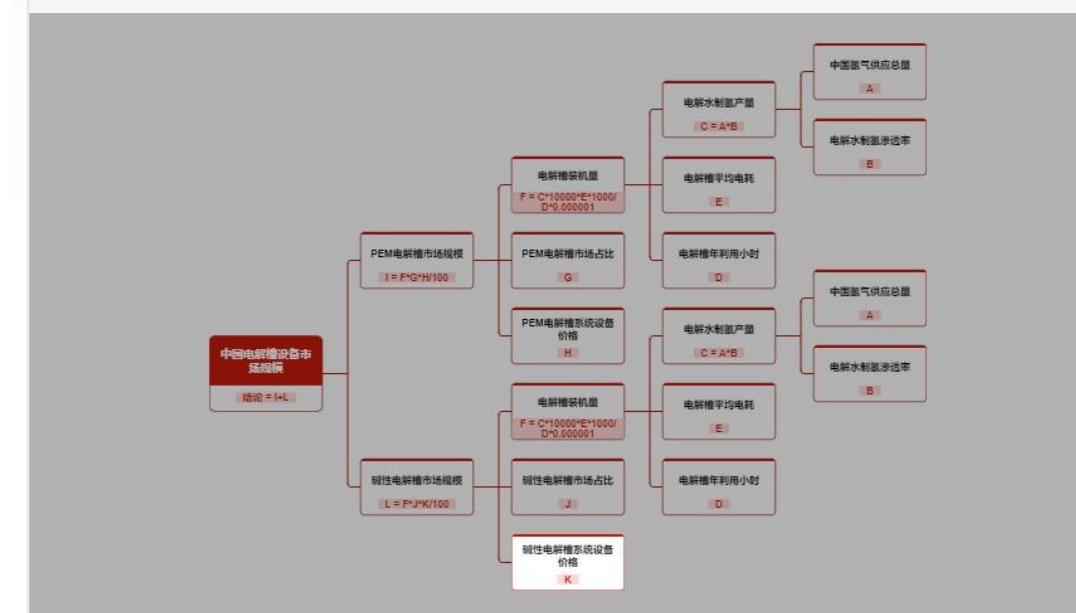 中国氢气供应总量
A
电解水制氢产量
C = A*B
电解水制氢渗透率
B
电解槽装机量
F = C*10000*E*1000/
D*0.000001
电解槽平均电耗
E
PEM电解槽市场规模
I = F*G*H/100
PEM电解槽市场占比
G
电解槽年利用小时
D
中国氢气供应总量
A
PEM电解槽系统设备
价格
H
电解水制氢产量
C = A*B
中国电解槽设备市
场规模
结论 = I+L
电解水制氢渗透率
B
电解槽装机量
F = C*10000*E*1000/
D*0.000001
电解槽平均电耗
E
碱性电解槽市场规模
L = F*J*K/100
碱性电解槽市场占比
J
电解槽年利用小时
D
碱性电解槽系统设备
价格
K